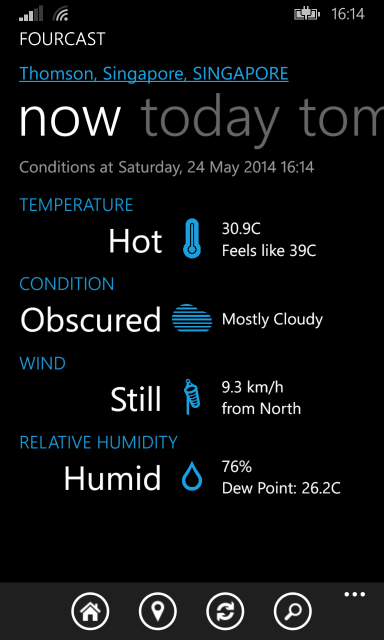 16:14
FOURCAST
Thomson, Singapore, SINGAPORE
now today tom
Conditions at Saturday, 24 May 2014 16:14
TEMPERATURE
Hot
30.9C
Feels like 39C
CONDITION
Obscured
Mostly Cloudy
WIND
Still
9.3 km/h
from North
RELATIVE HUMIDITY
Humid
76%
Dew Point: 26.2C